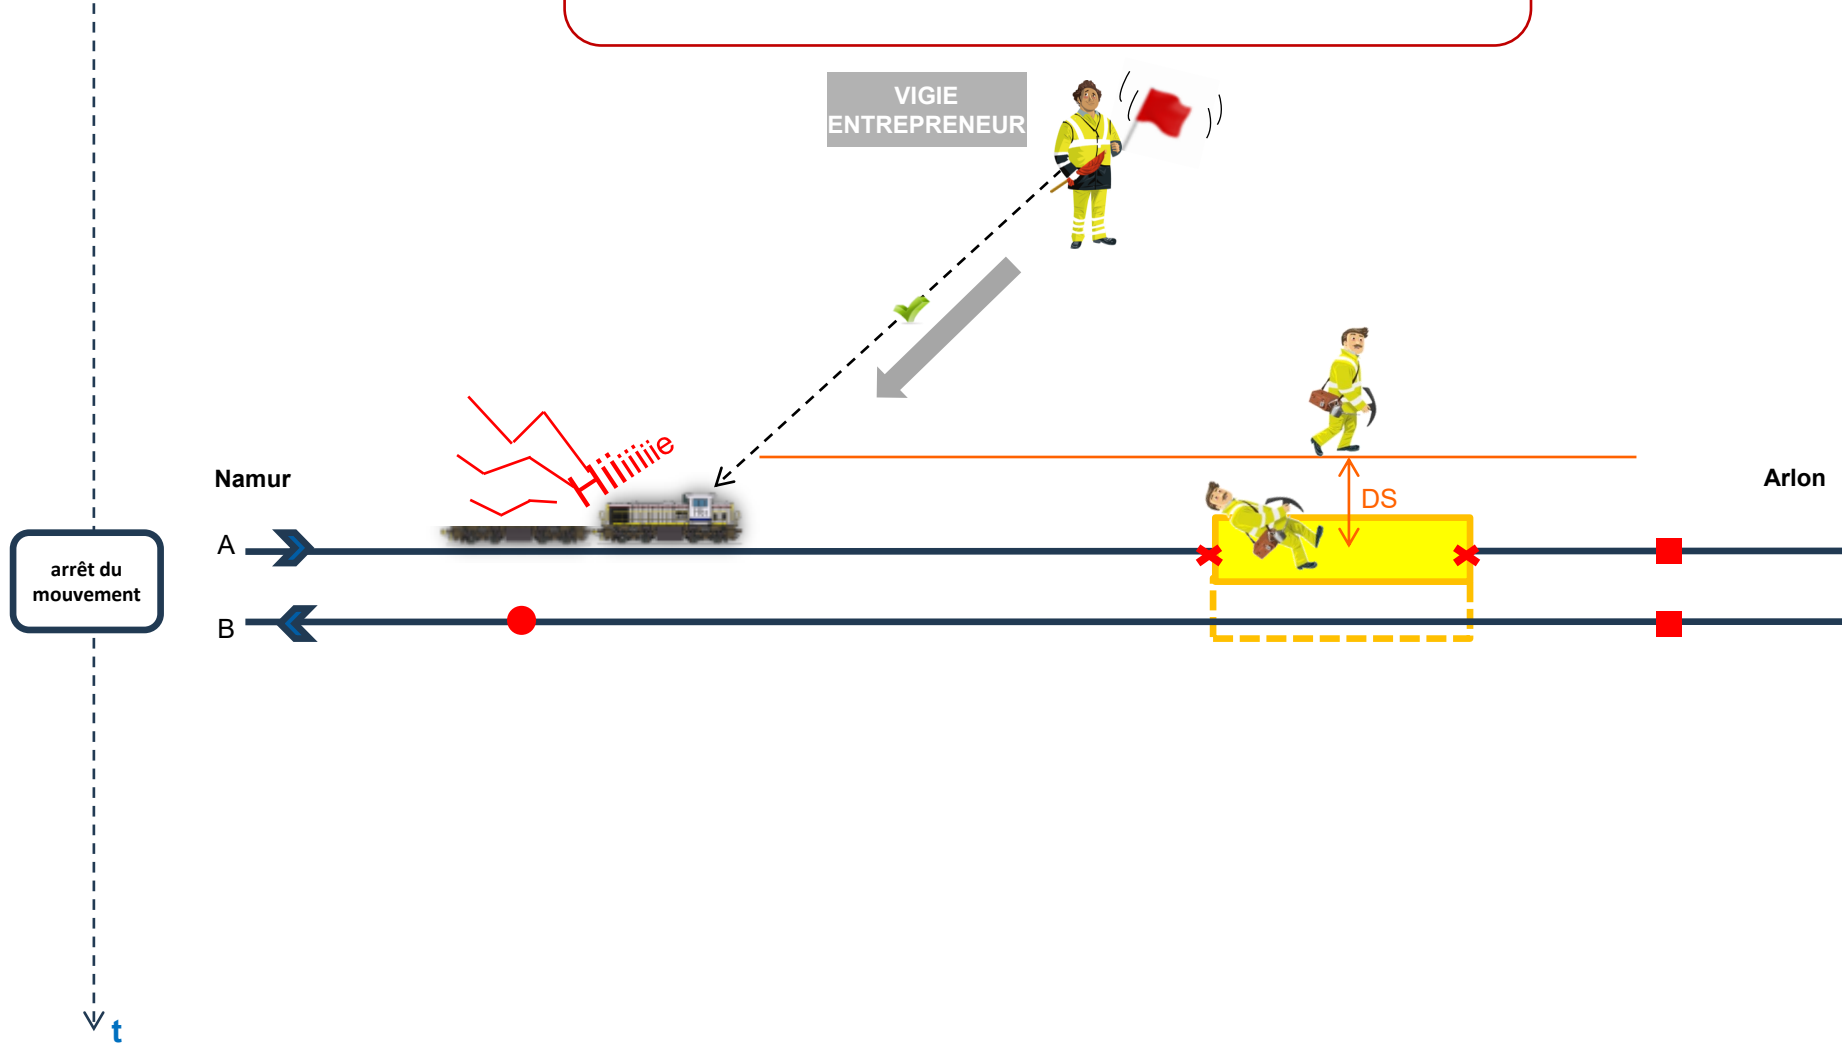 VIGIE
ENTREPRENEUR
Hiiiiiiie
Namur
Arlon
DS
A
arrêt du
mouvement
B
t